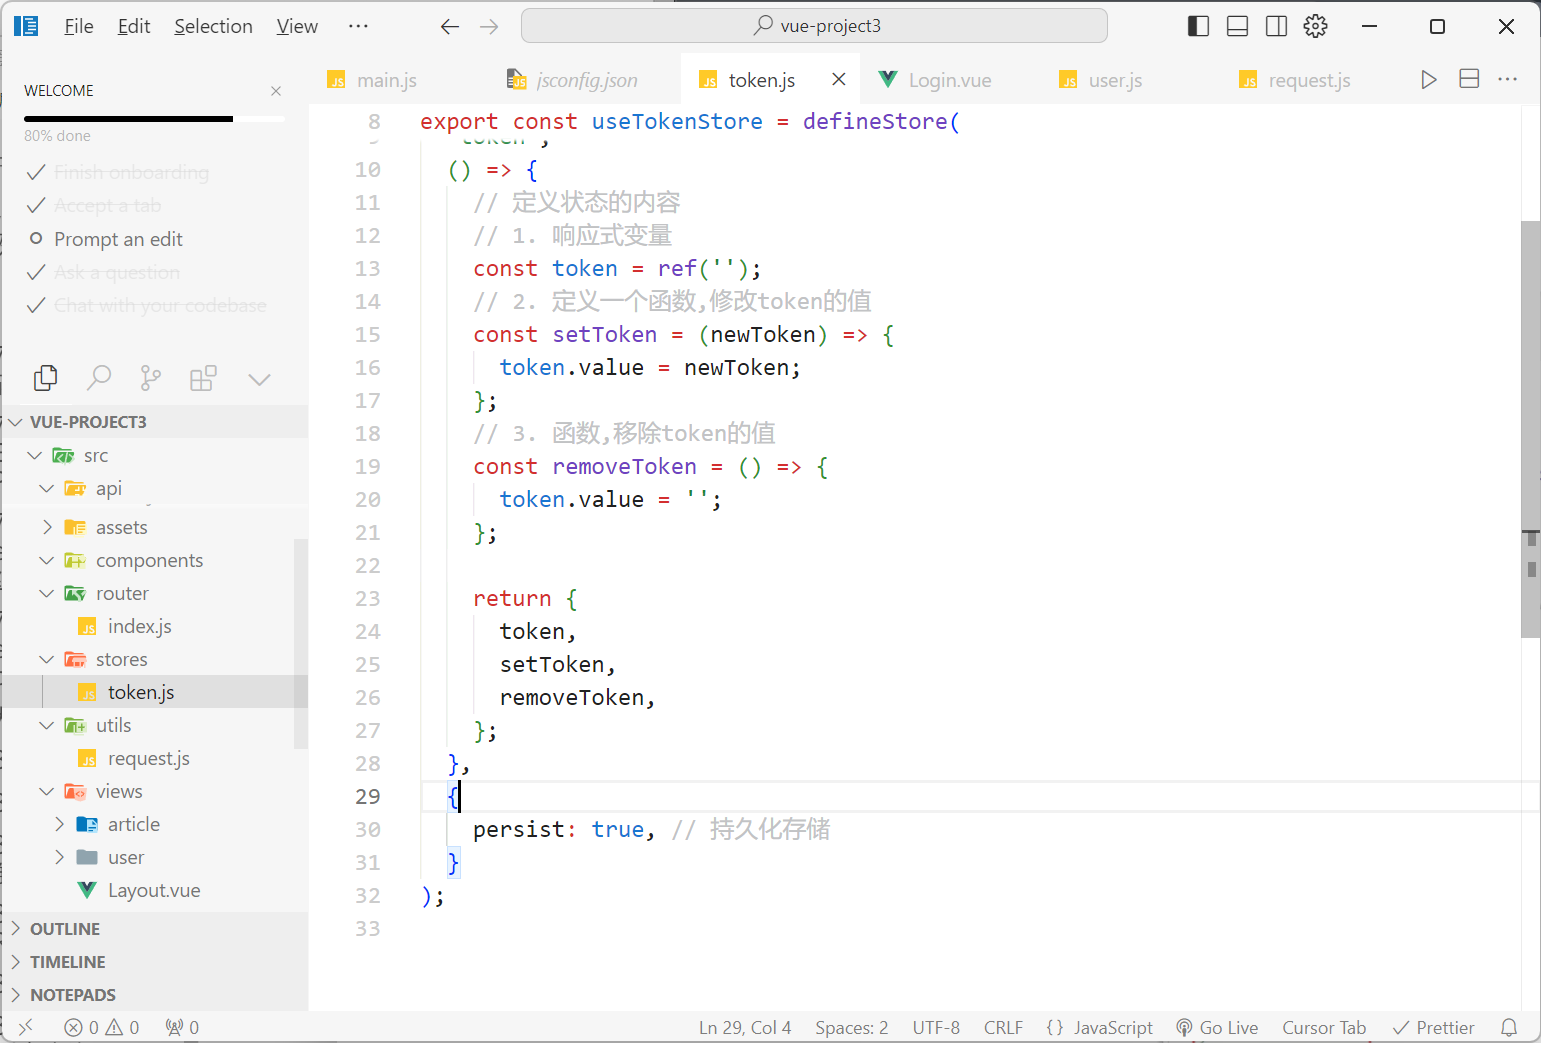 File Edit Selection View ··· vue-project3
WELCOME
80% done
Finish onboarding
Accept a tab
Prompt an edit
Ask a question
Chat with your codebase
VUE-PROJECT3
src
api
assets
components
router
index.js
stores
token.js
utils
request.js
views
article
user
Layout.vue
OUTLINE
TIMELINE
NOTEPADS
main.js jsconfig.json token.js Login.vue user.js request.js
8 export const useTokenStore = defineStore(
9 'token',
10 () => {
11 // 定义状态的内容
12 // 1. 响应式变量
13 const token = ref('');
14 // 2. 定义一个函数,修改token的值
15 const setToken = (newToken) => {
16 token.value = newToken;
17 };
18 // 3. 函数,移除token的值
19 const removeToken = () => {
20 token.value = '';
21 };
22
23 return {
24 token,
25 setToken,
26 removeToken,
27 };
28 },
29 {
30 persist: true, // 持久化存储
31 }
32 );
33
0 0 0 Ln 29, Col 4 Spaces: 2 UTF-8 CRLF {} JavaScript Go Live Cursor Tab Prettier